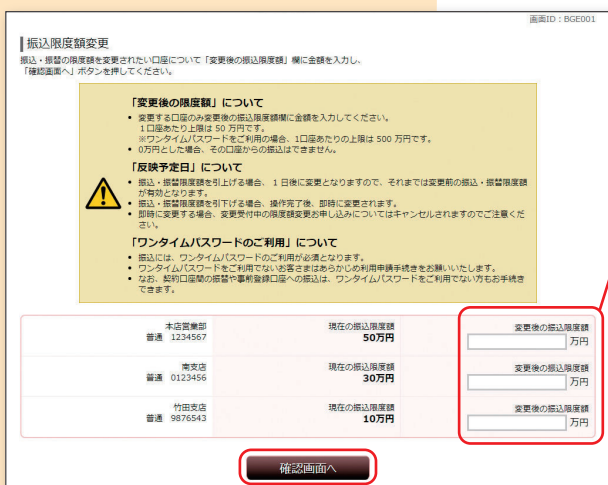 画面ID:BGE001
振込限度額変更
振込・振替の限度額を変更されたい口座について「変更後の振込限度額」欄に金額を入力し、
「確認画面へ」ボタンを押してください。
「変更後の限度額」について
• 変更する口座のみ変更後の振込限度額欄に金額を入力してください。
1口座あたり上限は 50 万円です。
※ワンタイムパスワードをご利用の場合、1口座あたりの上限は 500 万円です。
• 0万円とした場合、その口座からの振込はできません。
「反映予定日」について
• 振込・振替限度額を引上げる場合、 1 日後に変更となりますので、それまでは変更前の振込・振替限度額
が有効となります。
• 振込・振替限度額を引下げる場合、操作完了後、即時に変更されます。
• 即時に変更する場合、変更受付中の限度額変更お申し込みについてはキャンセルされますのでご注意くだ
さい。
「ワンタイムパスワードのご利用」について
• 振込には、ワンタイムパスワードのご利用が必須となります。
• ワンタイムパスワードをご利用でないお客さまはあらかじめ利用申請手続きをお願いいたします。
• なお、契約口座間の振替や事前登録口座への振込は、ワンタイムパスワードをご利用でない方もお手続き
できます。
本店営業部 現在の振込限度額 変更後の振込限度額
普通 1234567 50万円 万円
南支店 現在の振込限度額 変更後の振込限度額
普通 0123456 30万円 万円
竹田支店 現在の振込限度額 変更後の振込限度額
普通 9876543 10万円 万円
確認画面へ